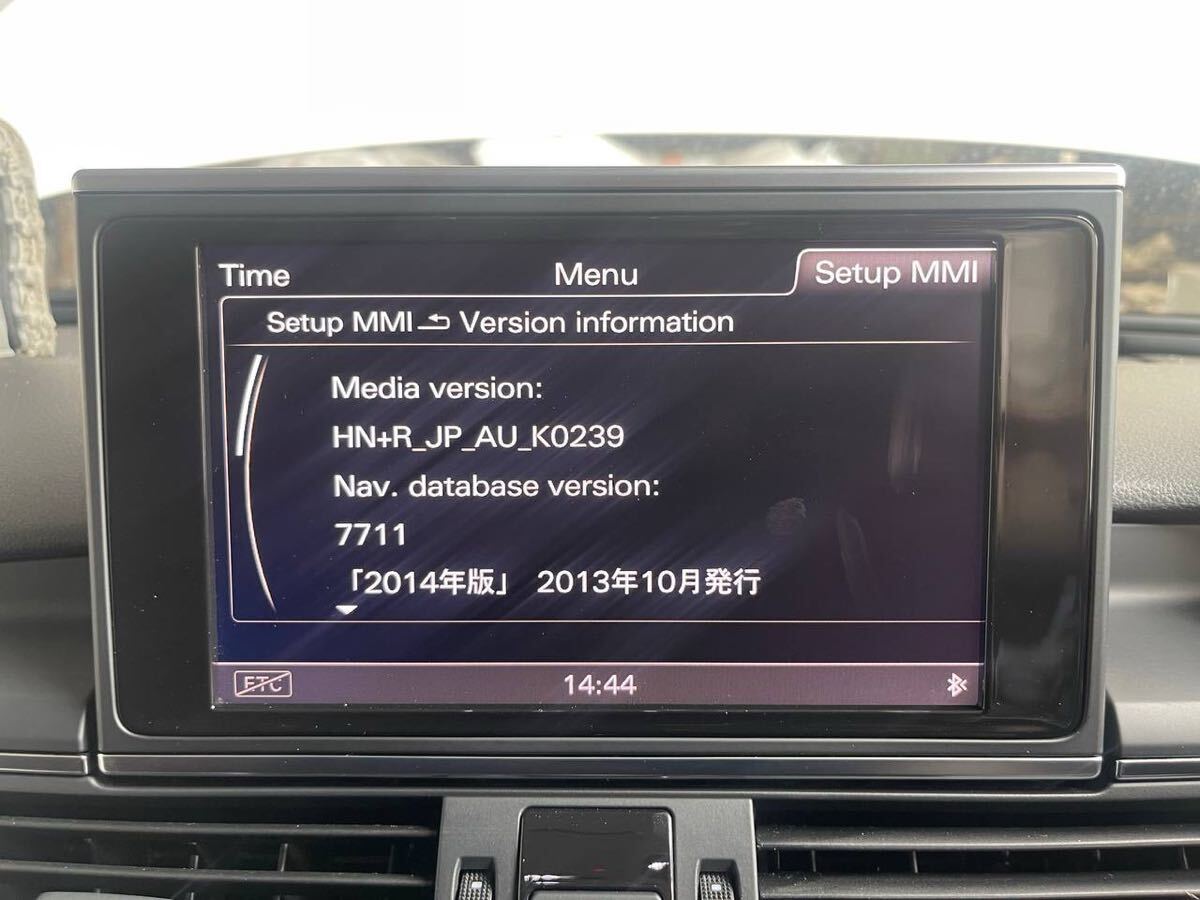 Time Menu Setup MMI
Setup MMI Version information
Media version:
HN+R_JP_AU_K0239
Nav. database version:
7711
「2014年版」 2013年10月発行
ETC 14:44